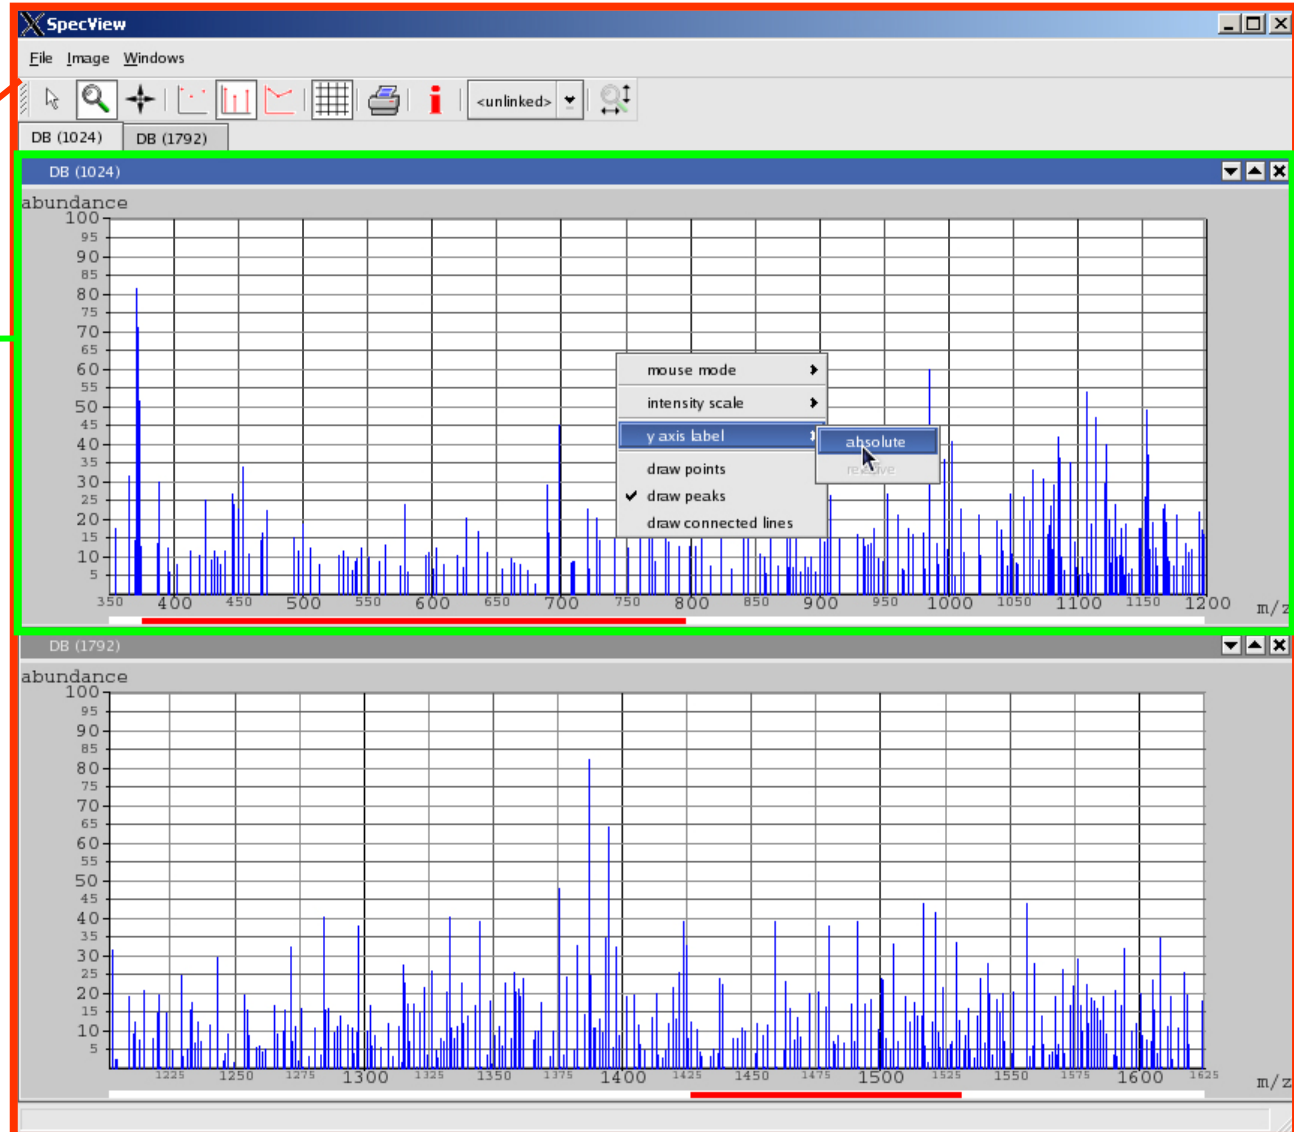 SpecView
File Image Windows
<unlinked>
DB (1024) DB (1792)
DB (1024)
abundance
100
95
90
85
80
75
70
65
60
55
50
45
40
35
30
25
20
15
10
5
mouse mode
intensity scale
y axis label
absolute
relative
draw points
draw peaks
draw connected lines
350 400 450 500 550 600 650 700 750 800 850 900 950 1000 1050 1100 1150 1200 m/z
DB (1792)
abundance
100
95
90
85
80
75
70
65
60
55
50
45
40
35
30
25
20
15
10
5
1225 1250 1275 1300 1325 1350 1375 1400 1425 1450 1475 1500 1525 1550 1575 1600 1625 m/z